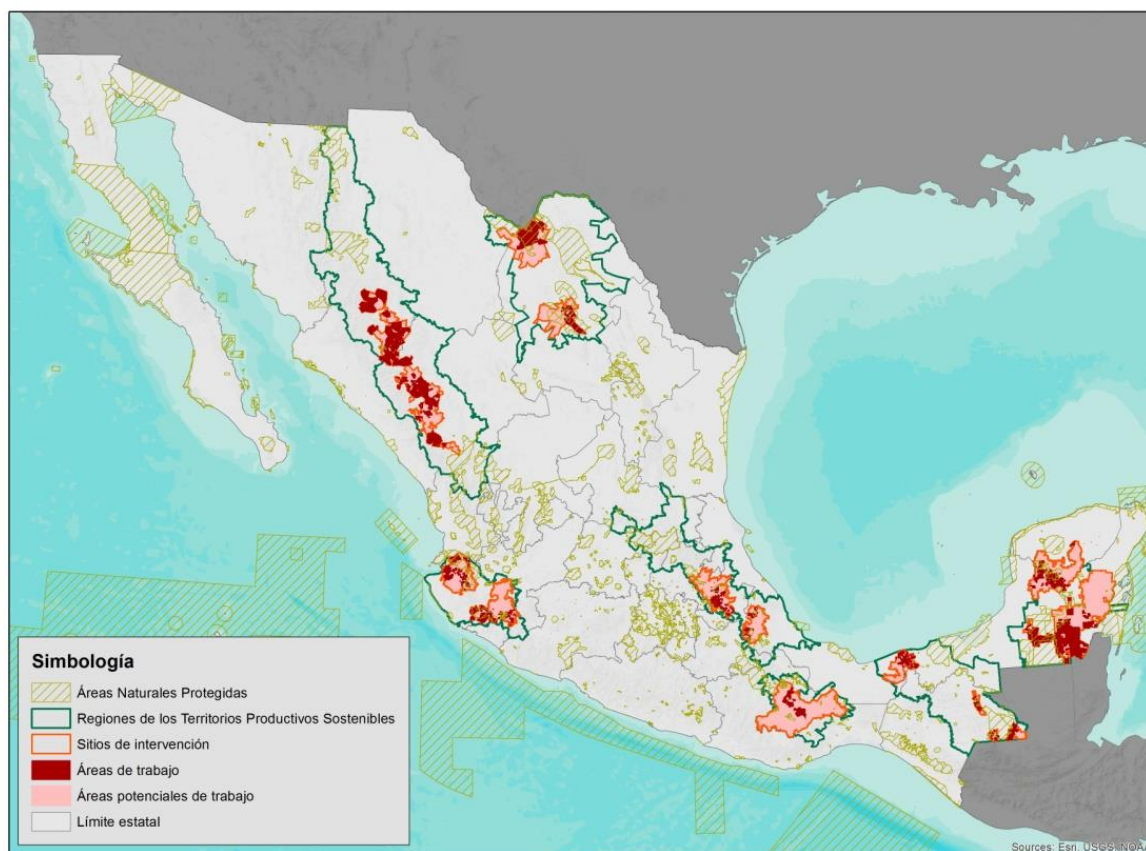 Simbología
Áreas Naturales Protegidas
Regiones de los Territorios Productivos Sostenibles
Sitios de intervención
Áreas de trabajo
Áreas potenciales de trabajo
Límite estatal
Sources: Esri, USGS, NOA